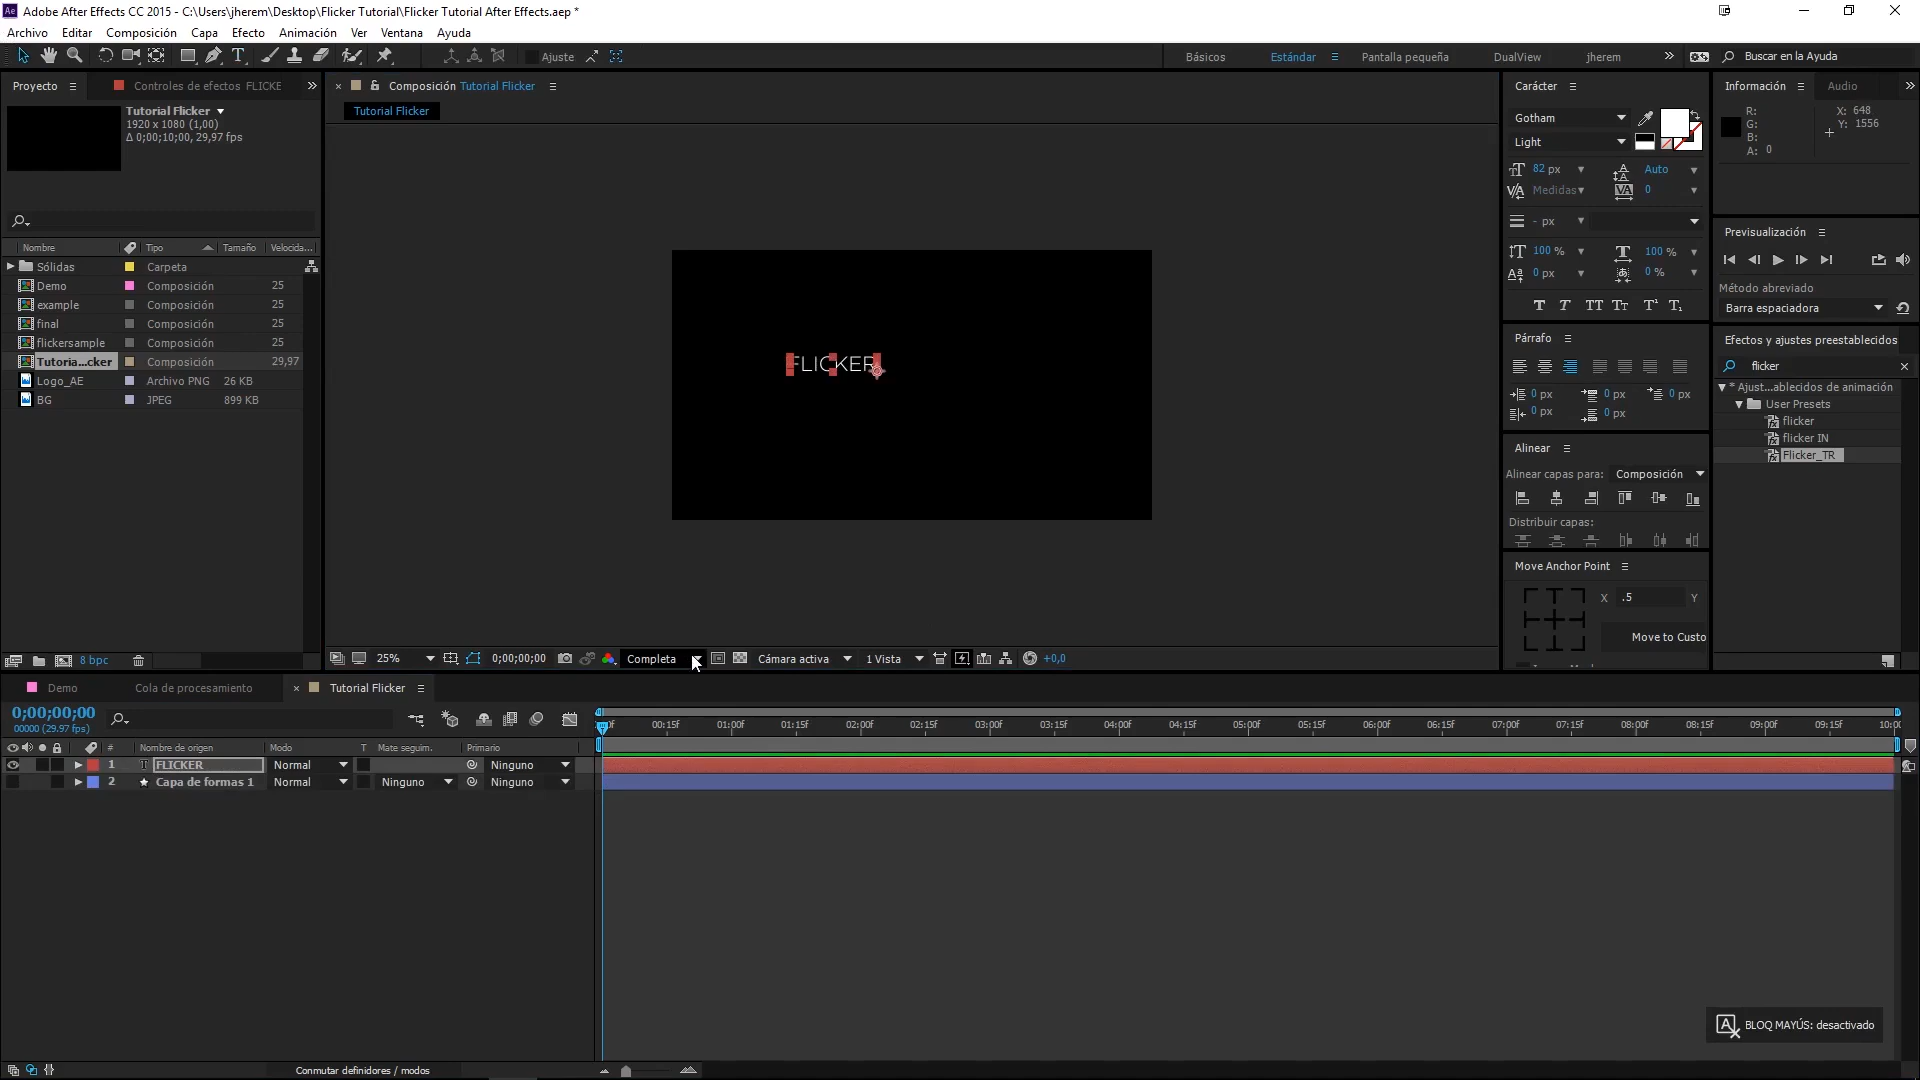 Adobe After Effects CC 2015 - C:\Users\jherem\Desktop\Flicker Tutorial\Flicker Tutorial After Effects.aep *
Archivo Editar Composición Capa Efecto Animación Ver Ventana Ayuda
Ajuste Básicos Estándar Pantalla pequeña DualView jherem Buscar en la Ayuda
Proyecto Controles de efectos FLICKE
Tutorial Flicker
1920 x 1080 (1,00)
Δ 0;00;10;00, 29,97 fps
Nombre Tipo Tamaño Velocida...
Sólidas Carpeta
Demo Composición 25
example Composición 25
final Composición 25
flickersample Composición 25
Tutoria...cker Composición 29,97
Logo_AE Archivo PNG 26 KB
BG JPEG 899 KB
8 bpc
Composición Tutorial Flicker
Tutorial Flicker
FLICKER
25% 0;00;00;00 Completa Cámara activa 1 Vista +0,0
Carácter
Gotham
Light
82 px Auto
Medidas 0
- px
100 % 100 %
0 px 0 %
T T TT Tт T¹ T₁
Párrafo
0 px 0 px 0 px
0 px 0 px
Alinear
Alinear capas para: Composición
Distribuir capas:
Move Anchor Point
X .5 Y
Move to Custo
Información Audio
R: X: 648
G: Y: 1556
B:
A: 0
Previsualización
Método abreviado
Barra espaciadora
Efectos y ajustes preestablecidos
flicker
* Ajust...ablecidos de animación
User Presets
flicker
flicker IN
Flicker_TR
Demo Cola de procesamiento Tutorial Flicker
0;00;00;00
00000 (29.97 fps)
00:15f 01:00f 01:15f 02:00f 02:15f 03:00f 03:15f 04:00f 04:15f 05:00f 05:15f 06:00f 06:15f 07:00f 07:15f 08:00f 08:15f 09:00f 09:15f 10:0
# Nombre de origen Modo T Mate seguim. Primario
1 T FLICKER Normal Ninguno
2 Capa de formas 1 Normal Ninguno Ninguno
BLOQ MAYÚS: desactivado
Conmutar definidores / modos